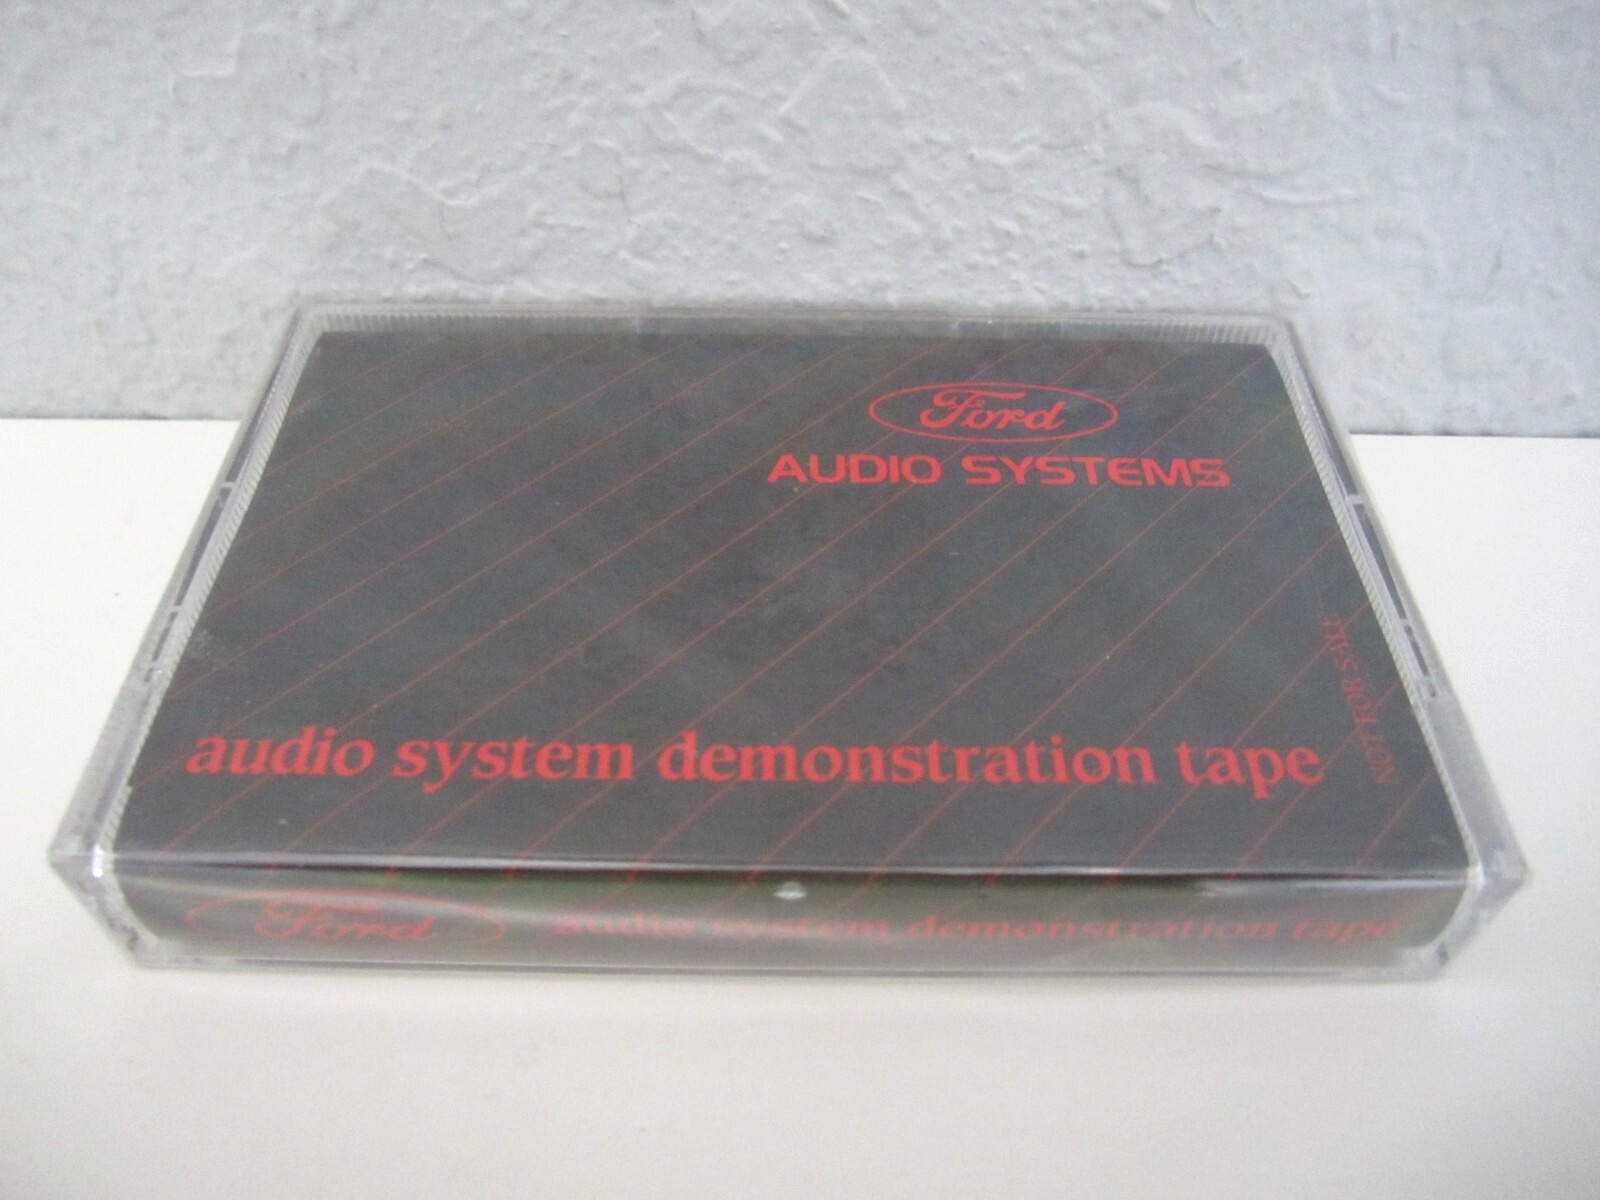 Ford
AUDIO SYSTEMS
NOT FOR SALE
audio system demonstration tape
Ford audio system demonstration tape